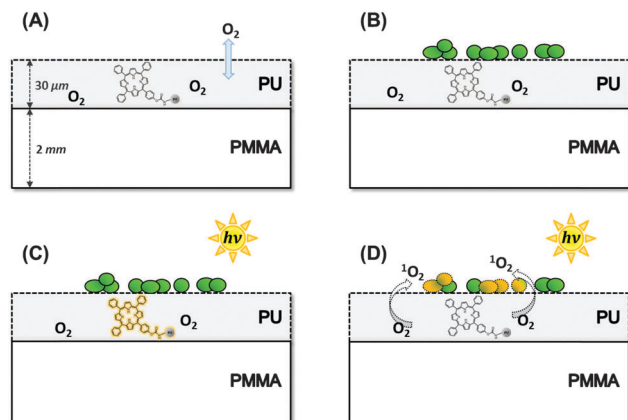 (A)
O₂
30 μm
O₂
O₂
PU
2 mm
PMMA
(B)
O₂
O₂
PU
PMMA
(C)
hν
O₂
O₂
PU
PMMA
(D)
hν
¹O₂
¹O₂
O₂
O₂
PU
PMMA